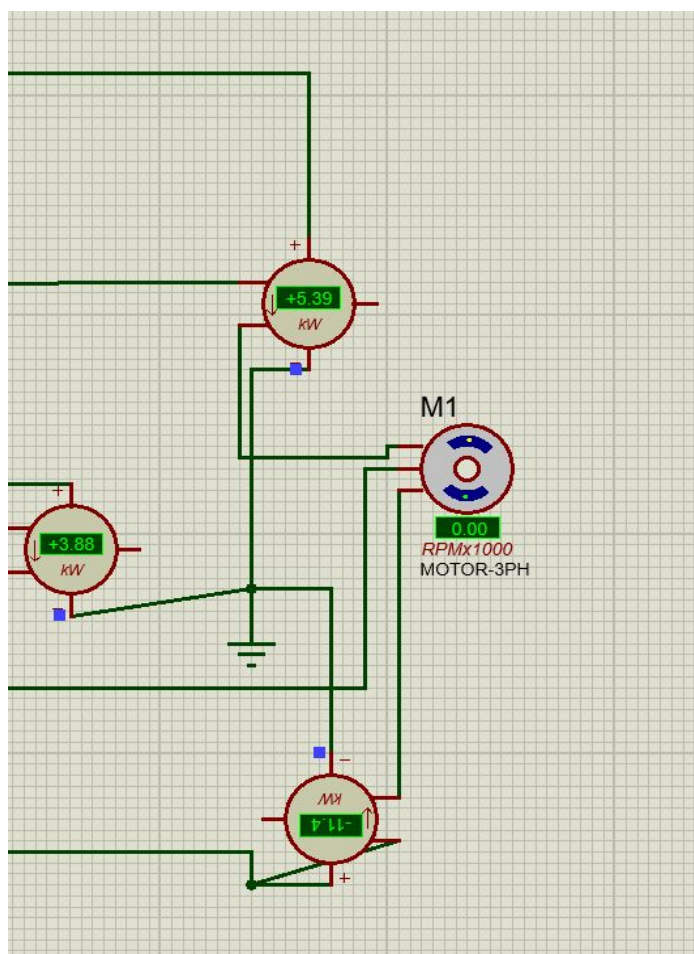 +
+5.39
kW
M1
+
+3.88
kW
0.00
RPMx1000
MOTOR-3PH
−
kW
-11.4
+